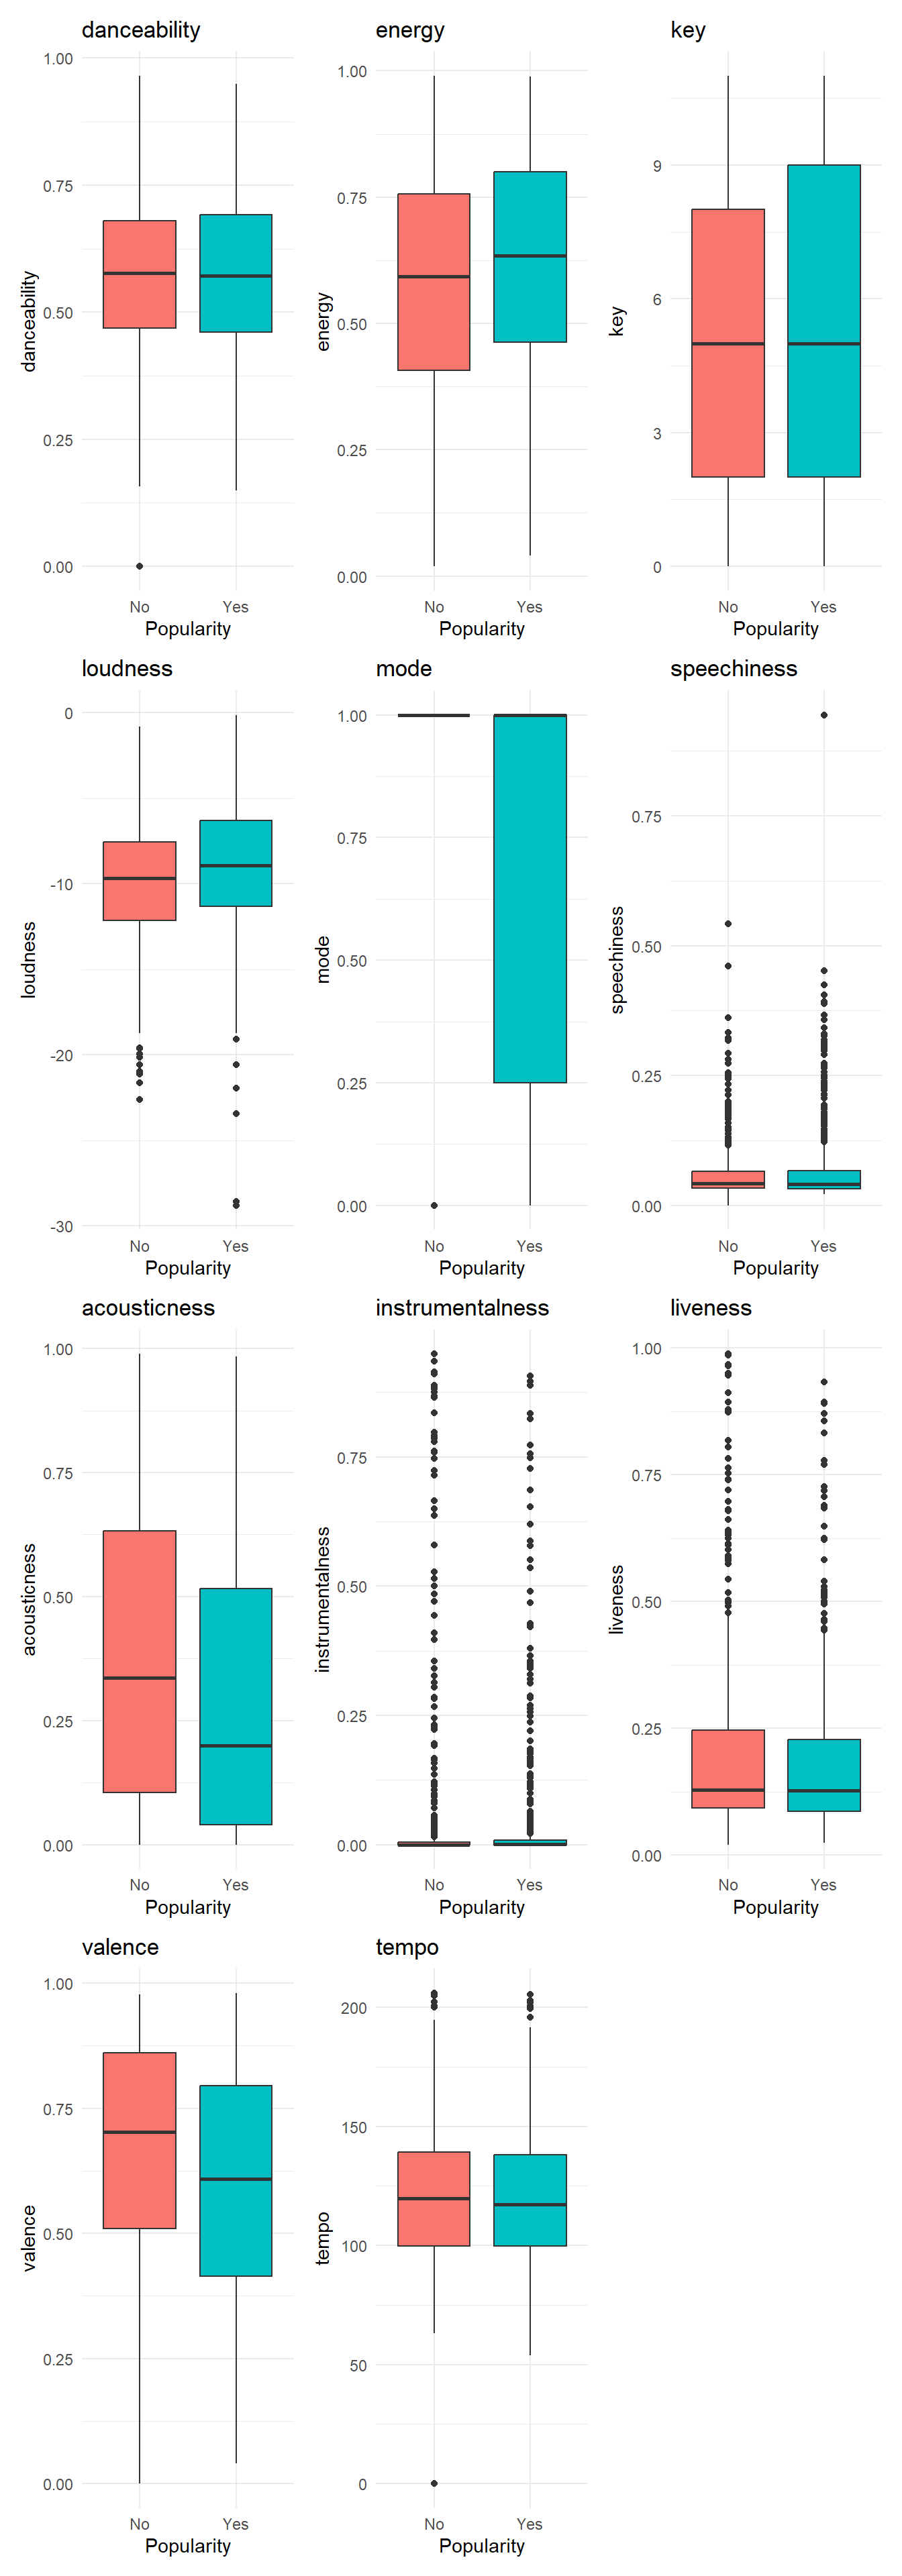 danceability
energy
key
1.00
0.75
0.50
0.25
0.00
danceability
No
Yes
Popularity
1.00
0.75
0.50
0.25
0.00
energy
No
Yes
Popularity
9
6
3
0
key
No
Yes
Popularity
loudness
mode
speechiness
0
-10
-20
-30
loudness
No
Yes
Popularity
1.00
0.75
0.50
0.25
0.00
mode
No
Yes
Popularity
0.75
0.50
0.25
0.00
speechiness
No
Yes
Popularity
acousticness
instrumentalness
liveness
1.00
0.75
0.50
0.25
0.00
acousticness
No
Yes
Popularity
0.75
0.50
0.25
0.00
instrumentalness
No
Yes
Popularity
1.00
0.75
0.50
0.25
0.00
liveness
No
Yes
Popularity
valence
tempo
1.00
0.75
0.50
0.25
0.00
valence
No
Yes
Popularity
200
150
100
50
0
tempo
No
Yes
Popularity